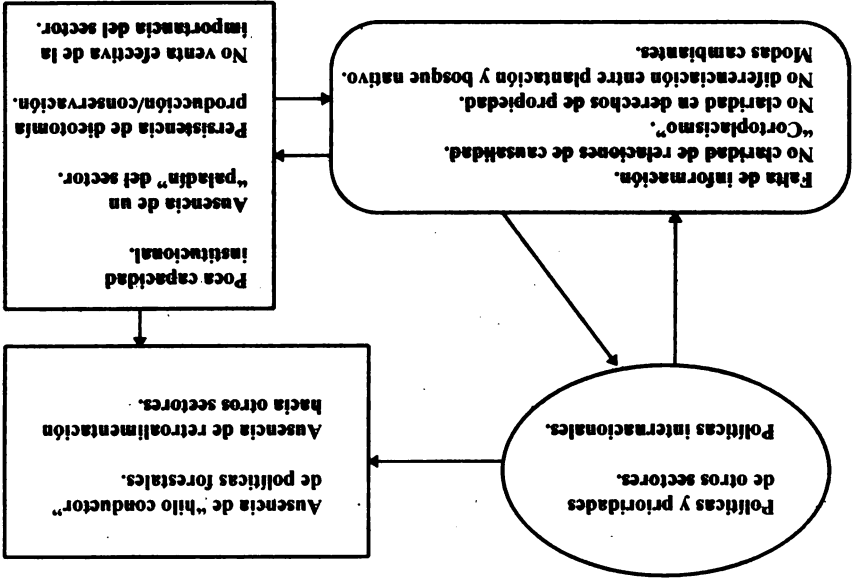 Políticas y prioridades
de otros sectores.
Políticas internacionales.
Ausencia de “hilo conductor”
de políticas forestales.
Ausencia de retroalimentación
hacia otros sectores.
Falta de información.
No claridad de relaciones de causalidad.
“Cortoplacismo”.
No claridad en derechos de propiedad.
No diferenciación entre plantación y bosque nativo.
Modas cambiantes.
Poca capacidad
institucional.
Ausencia de un
“paladín” del sector.
Persistencia de dicotomía
producción/conservación.
No venta efectiva de la
importancia del sector.